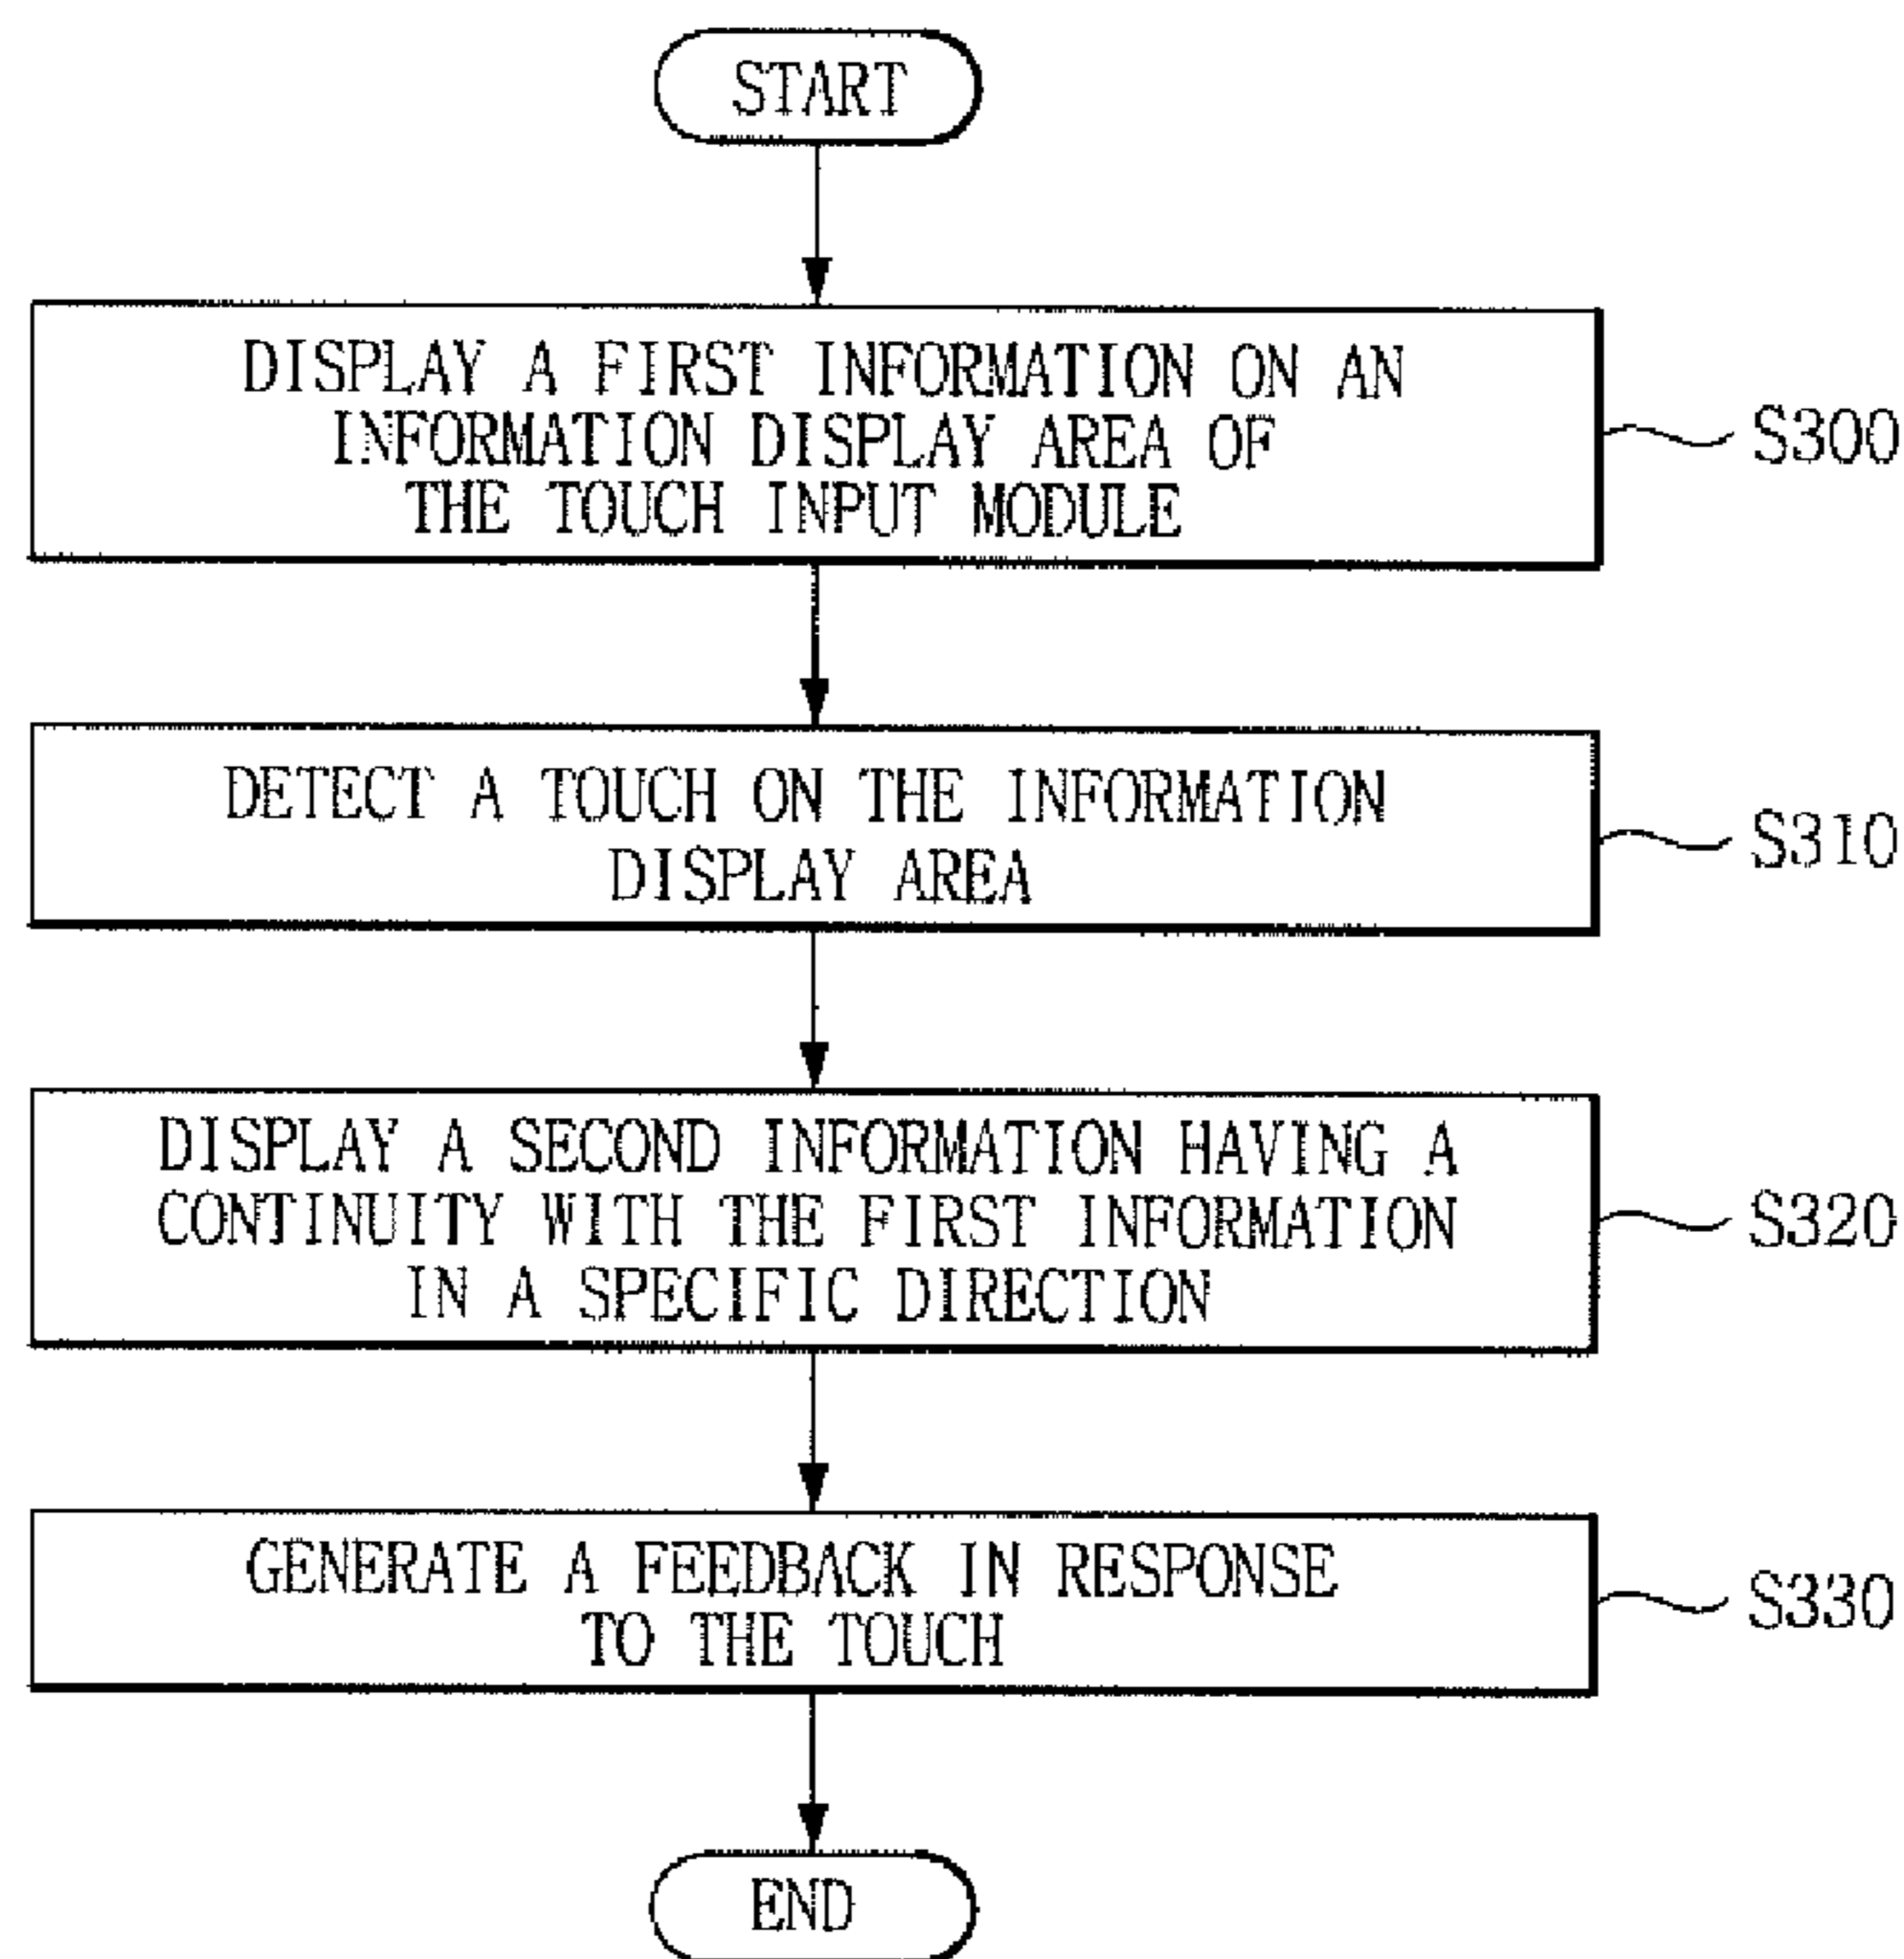 START
DISPLAY A FIRST INFORMATION ON AN
INFORMATION DISPLAY AREA OF
THE TOUCH INPUT MODULE
S300
DETECT A TOUCH ON THE INFORMATION
DISPLAY AREA
S310
DISPLAY A SECOND INFORMATION HAVING A
CONTINUITY WITH THE FIRST INFORMATION
IN A SPECIFIC DIRECTION
S320
GENERATE A FEEDBACK IN RESPONSE
TO THE TOUCH
S330
END